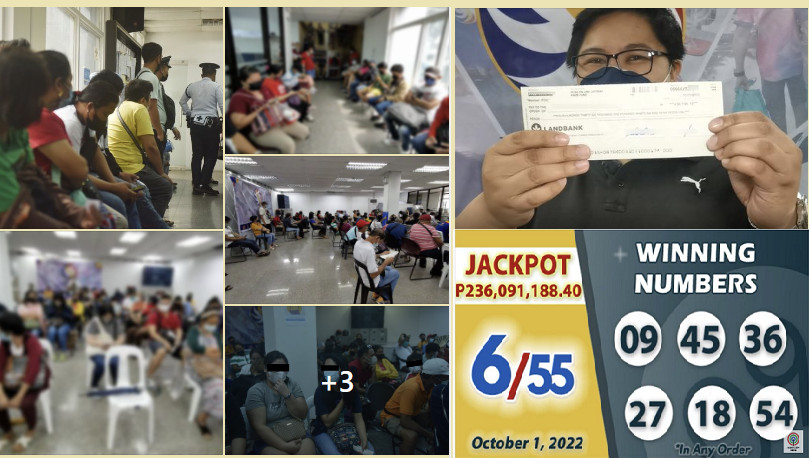 LANDBANK
+3
JACKPOT
P236,091,188.40
6/55
October 1, 2022
WINNING
NUMBERS
09 45 36
27 18 54
*In Any Order